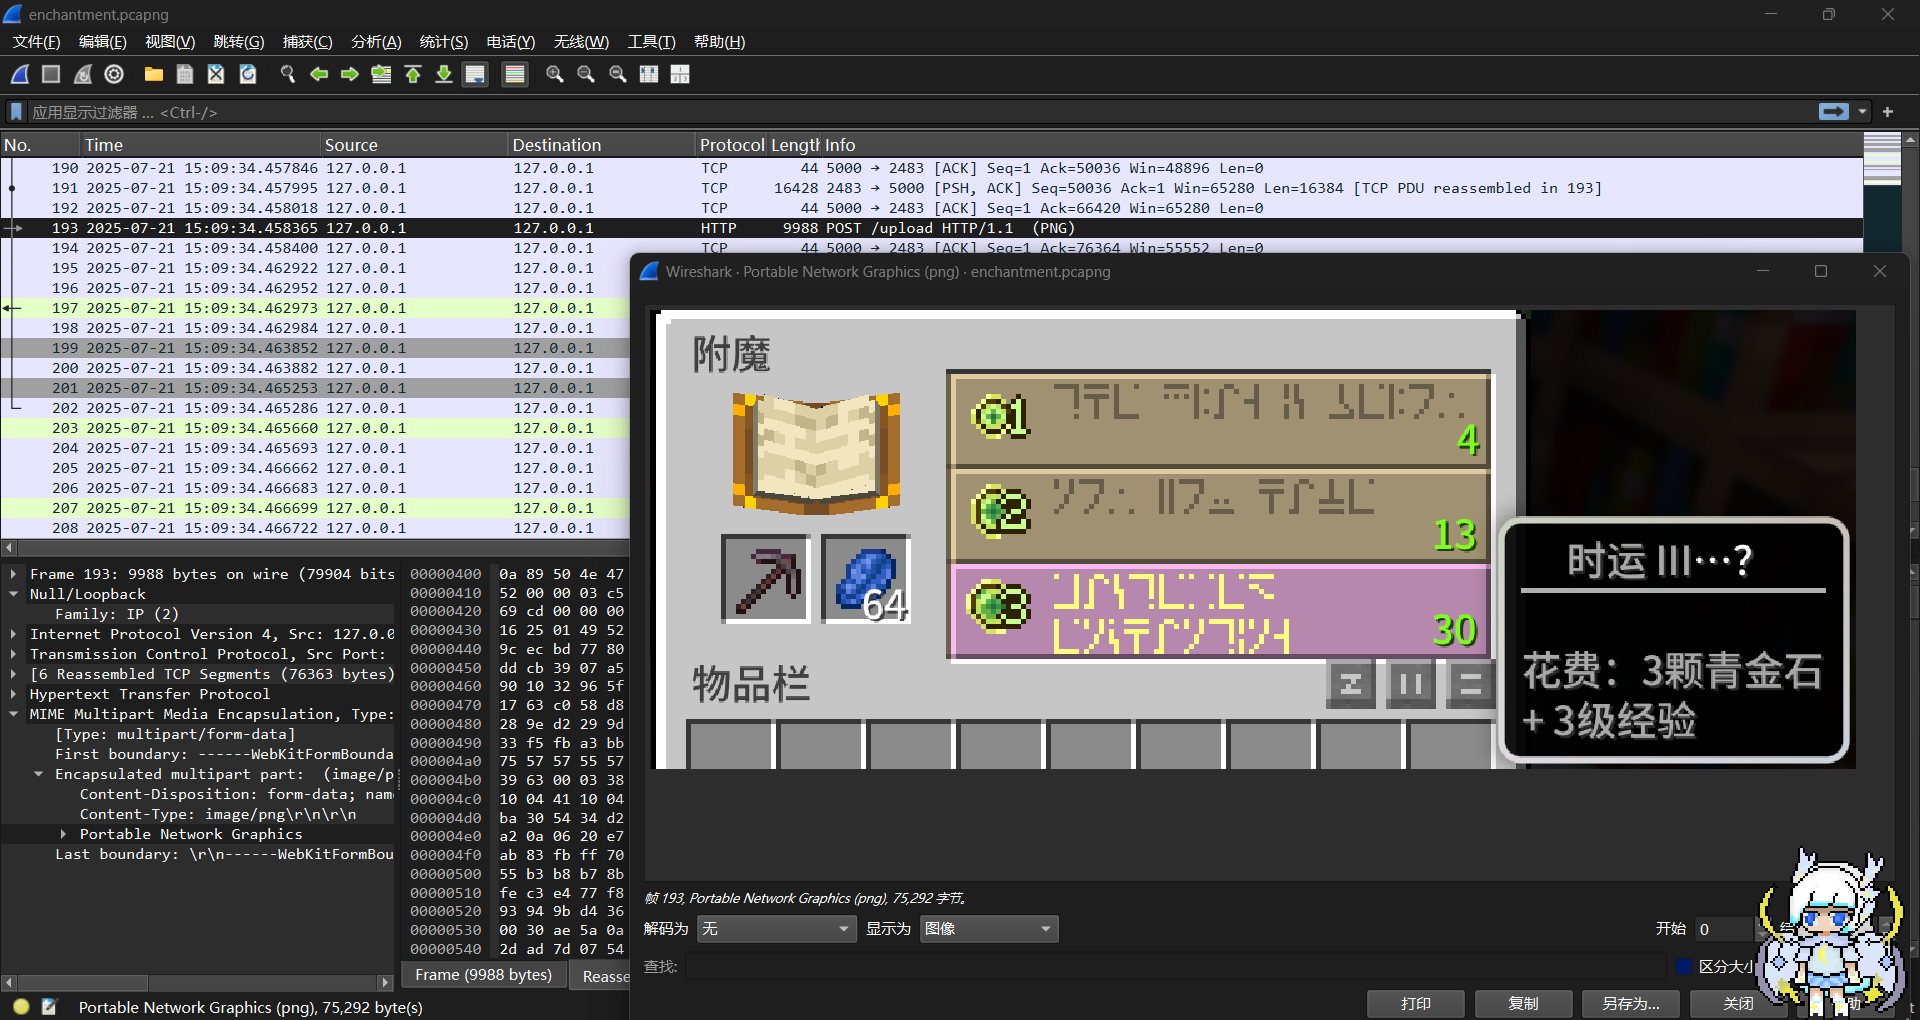 enchantment.pcapng
文件(F) 编辑(E) 视图(V) 跳转(G) 捕获(C) 分析(A) 统计(S) 电话(Y) 无线(W) 工具(T) 帮助(H)
应用显示过滤器 … <Ctrl-/>
No. Time Source Destination Protocol Length Info
190 2025-07-21 15:09:34.457846 127.0.0.1 127.0.0.1 TCP 44 5000 → 2483 [ACK] Seq=1 Ack=50036 Win=48896 Len=0
191 2025-07-21 15:09:34.457995 127.0.0.1 127.0.0.1 TCP 16428 2483 → 5000 [PSH, ACK] Seq=50036 Ack=1 Win=65280 Len=16384 [TCP PDU reassembled in 193]
192 2025-07-21 15:09:34.458018 127.0.0.1 127.0.0.1 TCP 44 5000 → 2483 [ACK] Seq=1 Ack=66420 Win=65280 Len=0
193 2025-07-21 15:09:34.458365 127.0.0.1 127.0.0.1 HTTP 9988 POST /upload HTTP/1.1 (PNG)
194 2025-07-21 15:09:34.458400 127.0.0.1 127.0.0.1 TCP 44 5000 → 2483 [ACK] Seq=1 Ack=76364 Win=55552 Len=0
195 2025-07-21 15:09:34.462922 127.0.0.1 127.0.0.1
196 2025-07-21 15:09:34.462952 127.0.0.1 127.0.0.1
197 2025-07-21 15:09:34.462973 127.0.0.1 127.0.0.1
198 2025-07-21 15:09:34.462984 127.0.0.1 127.0.0.1
199 2025-07-21 15:09:34.463852 127.0.0.1 127.0.0.1
200 2025-07-21 15:09:34.463882 127.0.0.1 127.0.0.1
201 2025-07-21 15:09:34.465253 127.0.0.1 127.0.0.1
202 2025-07-21 15:09:34.465286 127.0.0.1 127.0.0.1
203 2025-07-21 15:09:34.465660 127.0.0.1 127.0.0.1
204 2025-07-21 15:09:34.465693 127.0.0.1 127.0.0.1
205 2025-07-21 15:09:34.466662 127.0.0.1 127.0.0.1
206 2025-07-21 15:09:34.466683 127.0.0.1 127.0.0.1
207 2025-07-21 15:09:34.466699 127.0.0.1 127.0.0.1
208 2025-07-21 15:09:34.466722 127.0.0.1 127.0.0.1
Frame 193: 9988 bytes on wire (79904 bits
Null/Loopback
Family: IP (2)
Internet Protocol Version 4, Src: 127.0.0
Transmission Control Protocol, Src Port:
[6 Reassembled TCP Segments (76363 bytes)
Hypertext Transfer Protocol
MIME Multipart Media Encapsulation, Type:
[Type: multipart/form-data]
First boundary: ------WebKitFormBounda
Encapsulated multipart part: (image/p
Content-Disposition: form-data; nam
Content-Type: image/png\r\n\r\n
Portable Network Graphics
Last boundary: \r\n------WebKitFormBou
00000400 0a 89 50 4e 47
00000410 52 00 00 03 c5
00000420 69 cd 00 00 00
00000430 16 25 01 49 52
00000440 9c ec bd 77 80
00000450 dd cb 39 07 a5
00000460 90 10 32 96 5f
00000470 17 63 c0 58 d8
00000480 28 9e d2 29 9d
00000490 33 f5 fb a3 bb
000004a0 75 57 57 55 57
000004b0 39 63 00 03 38
000004c0 10 04 41 10 04
000004d0 ba 30 54 34 d2
000004e0 a2 0a 06 20 e7
000004f0 ab 83 fb ff 70
00000500 55 b3 b8 b7 8b
00000510 fe c3 e4 77 f8
00000520 93 94 9b d4 36
00000530 00 30 ae 5a 0a
00000540 2d ad 7d 07 54
Frame (9988 bytes) Reasse
Portable Network Graphics (png), 75,292 byte(s)
Wireshark · Portable Network Graphics (png) · enchantment.pcapng
附魔
1
4
2
13
3
30
64
物品栏
时运 III…?
花费：3颗青金石
+ 3级经验
帧 193, Portable Network Graphics (png), 75,292 字节。
解码为 无 显示为 图像 开始 0
查找: 区分大小
打印 复制 另存为… 关闭 助